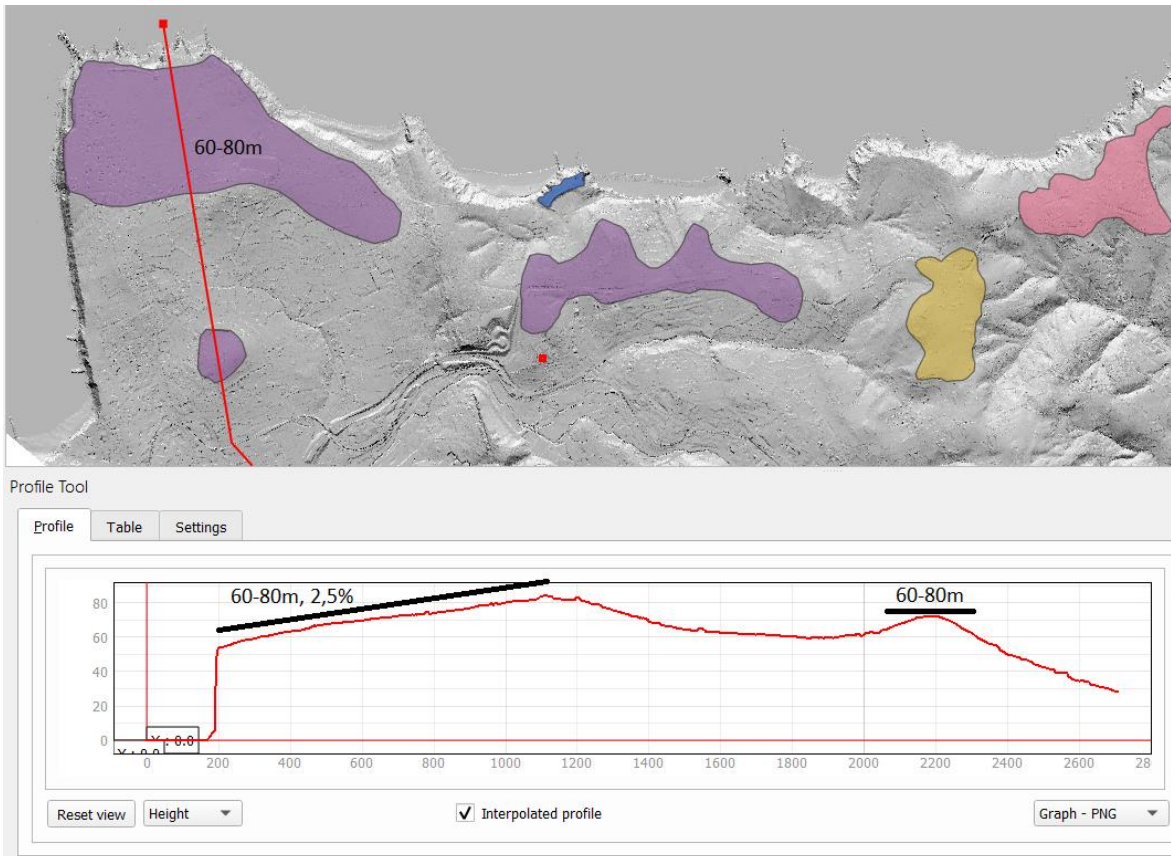 60-80m
Profile Tool
Profile Table Settings
60-80m, 2,5%
60-80m
80
60
40
20
0
0 200 400 600 800 1000 1200 1400 1600 1800 2000 2200 2400 2600 28
Reset view Height Interpolated profile Graph - PNG